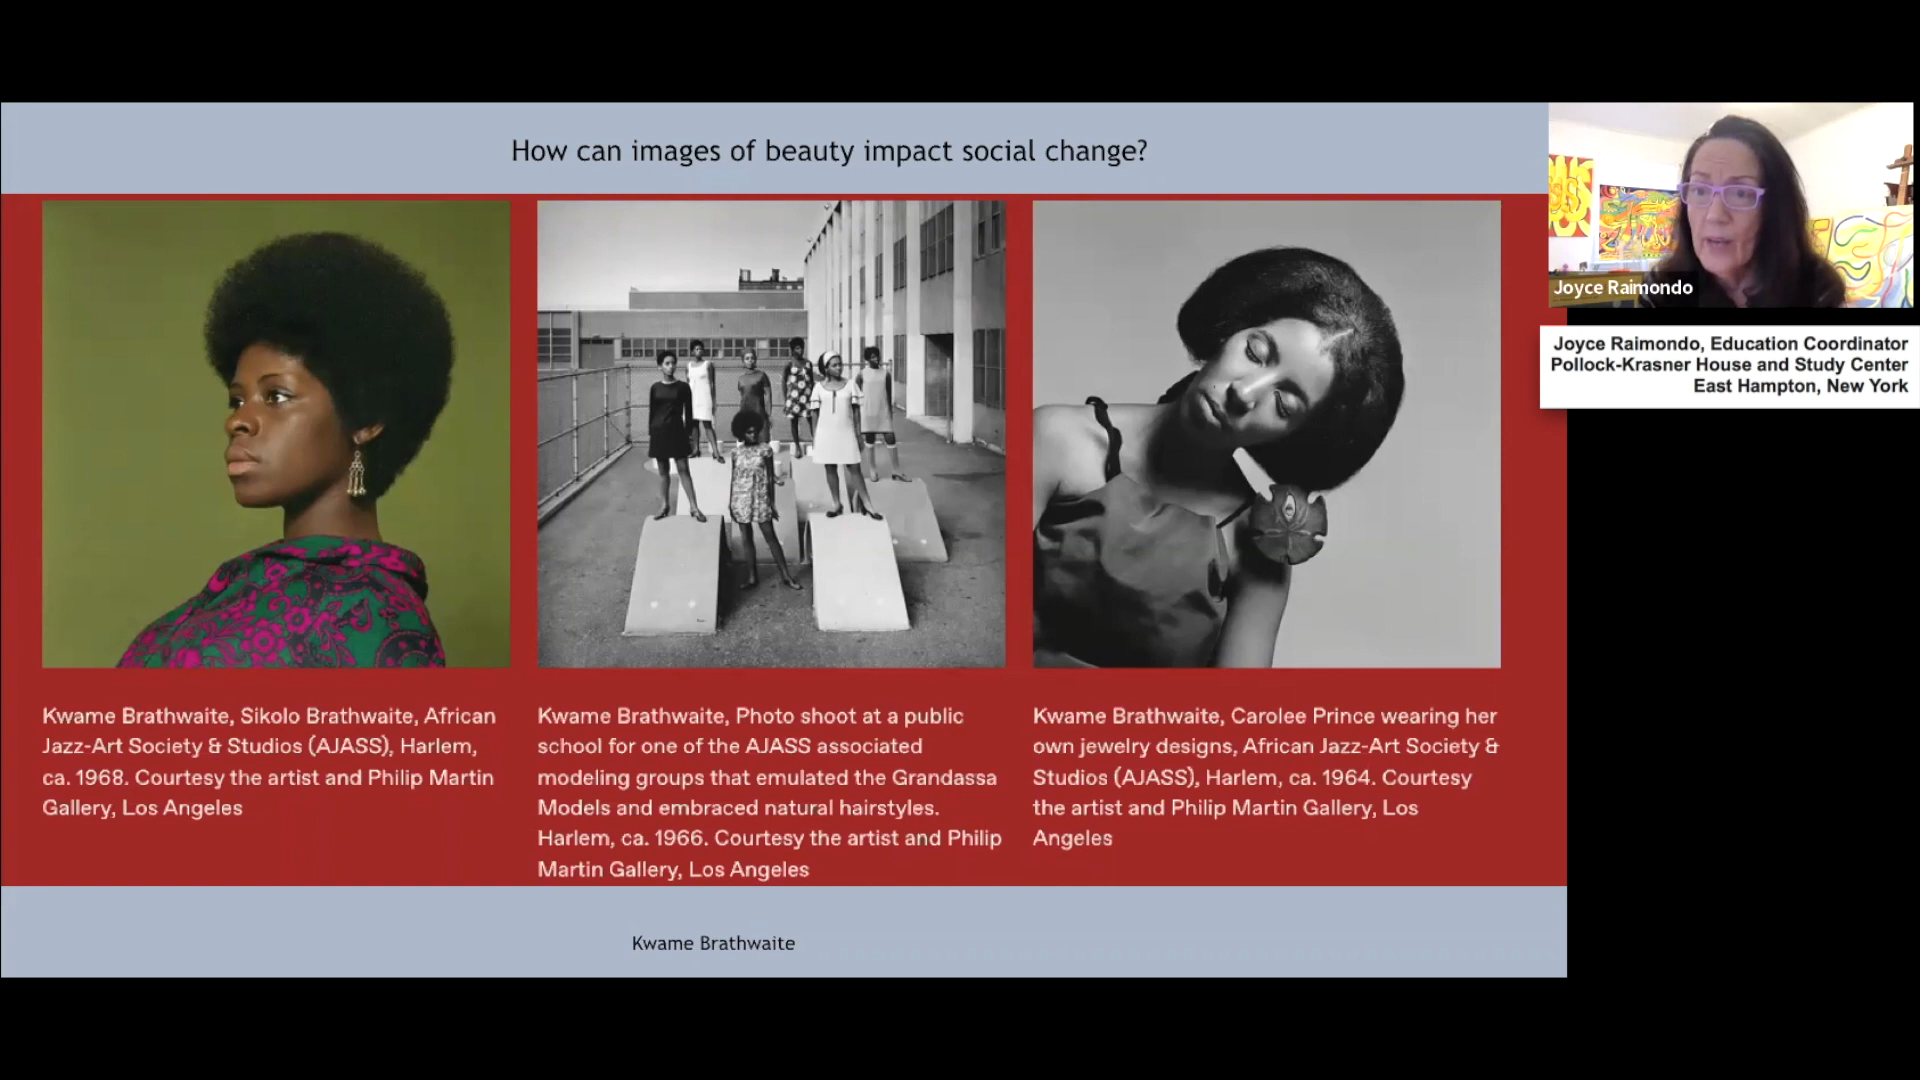 How can images of beauty impact social change?
Joyce Raimondo
Joyce Raimondo, Education Coordinator
Pollock-Krasner House and Study Center
East Hampton, New York
Kwame Brathwaite, Sikolo Brathwaite, African
Jazz-Art Society & Studios (AJASS), Harlem,
ca. 1968. Courtesy the artist and Philip Martin
Gallery, Los Angeles
Kwame Brathwaite, Photo shoot at a public
school for one of the AJASS associated
modeling groups that emulated the Grandassa
Models and embraced natural hairstyles.
Harlem, ca. 1966. Courtesy the artist and Philip
Martin Gallery, Los Angeles
Kwame Brathwaite, Carolee Prince wearing her
own jewelry designs, African Jazz-Art Society &
Studios (AJASS), Harlem, ca. 1964. Courtesy
the artist and Philip Martin Gallery, Los
Angeles
Kwame Brathwaite